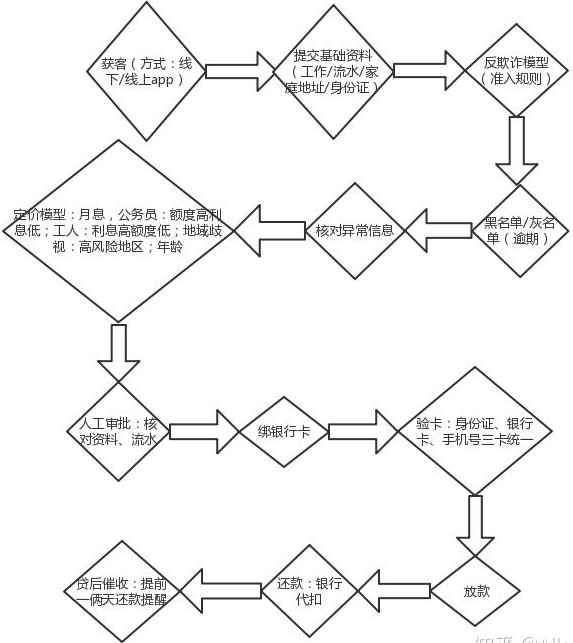 获客（方式：线
下/线上app）
提交基础资料
（工作/流水/家
庭地址/身份证）
反欺诈模型
（准入规则）
黑名单/灰名
单（逾期）
核对异常信息
定价模型：月息，公务员：额度高利
息低；工人：利息高额度低；地域歧
视：高风险地区；年龄
人工审批：核
对资料、流水
绑银行卡
验卡：身份证、银行
卡、手机号三卡统一
放款
还款：银行
代扣
贷后催收：提前
一俩天还款提醒
知乎